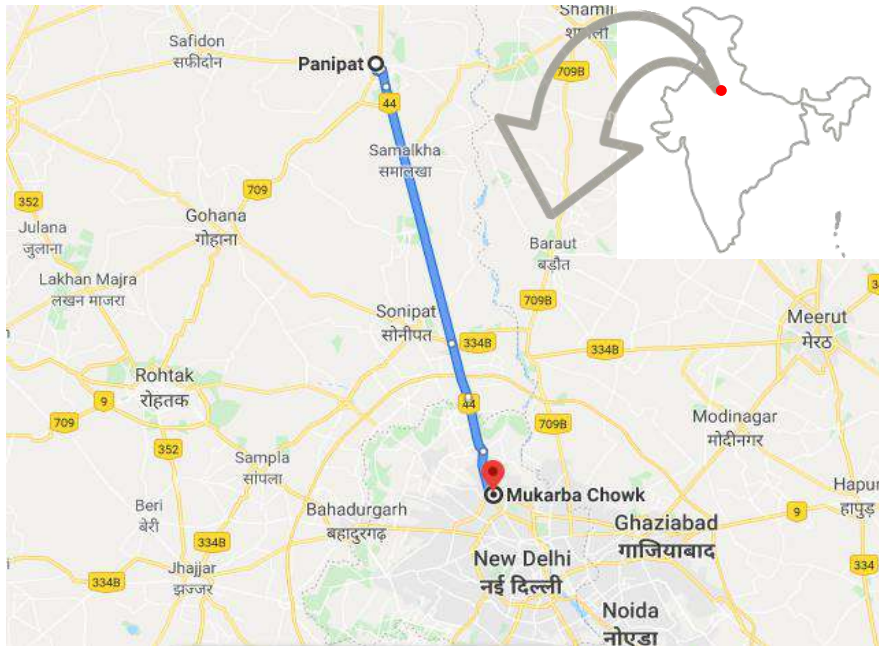 Shamli
शामली
Safidon
सफीदोन
Panipat
709B
44
Samalkha
समालखा
709
352
Gohana
गोहाना
Julana
जुलाना
Baraut
बड़ौत
Lakhan Majra
लखन माजरा
709B
Sonipat
सोनीपत
Meerut
मेरठ
334B
334B
Rohtak
रोहतक
9
44
709
709B
Modinagar
मोदीनगर
352
Sampla
सांपला
Mukarba Chowk
Hapur
हापुड़
Beri
बेरी
Bahadurgarh
बहादुरगढ़
9
Ghaziabad
गाजियाबाद
334B
New Delhi
नई दिल्ली
Jhajjar
झज्जर
334
334B
Noida
नोएडा